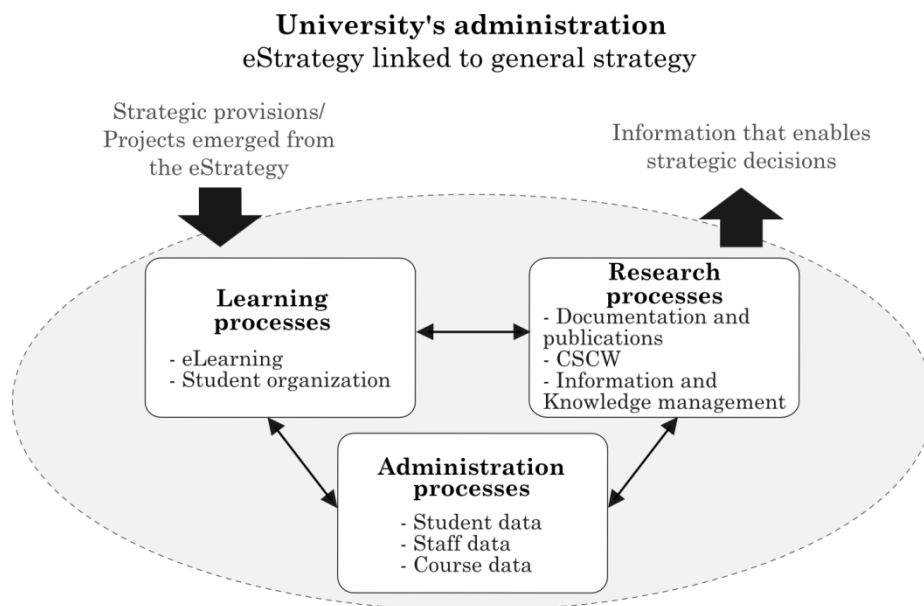 University's administration
eStrategy linked to general strategy
Strategic provisions/
Projects emerged from
the eStrategy
Information that enables
strategic decisions
Learning
processes
- eLearning
- Student organization
Research
processes
- Documentation and
publications
- CSCW
- Information and
Knowledge management
Administration
processes
- Student data
- Staff data
- Course data